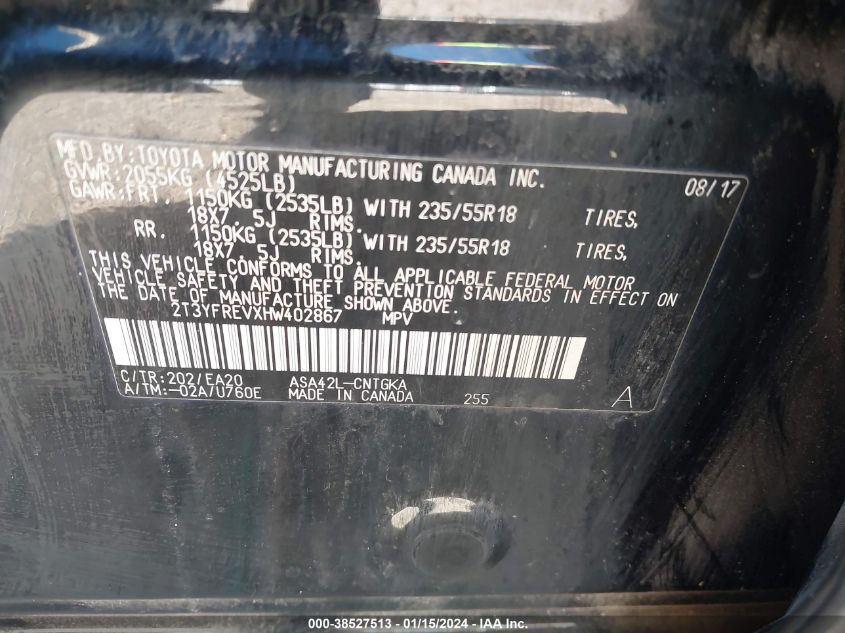 MFD.BY:TOYOTA MOTOR MANUFACTURING CANADA INC. 08/17
GVWR:2055KG (4525LB)
GAWR:FRT. 1150KG (2535LB) WITH 235/55R18 TIRES,
18X7.5J RIMS.
RR. 1150KG (2535LB) WITH 235/55R18 TIRES,
18X7.5J RIMS.
THIS VEHICLE CONFORMS TO ALL APPLICABLE FEDERAL MOTOR
VEHICLE SAFETY AND THEFT PREVENTION STANDARDS IN EFFECT ON
THE DATE OF MANUFACTURE SHOWN ABOVE.
2T3YFREVXHW402867 MPV
C/TR:202/EA20 ASA42L-CNTGKA
A/TM:-02A/U760E MADE IN CANADA 255 A
000-38527513 - 01/15/2024 - IAA Inc.